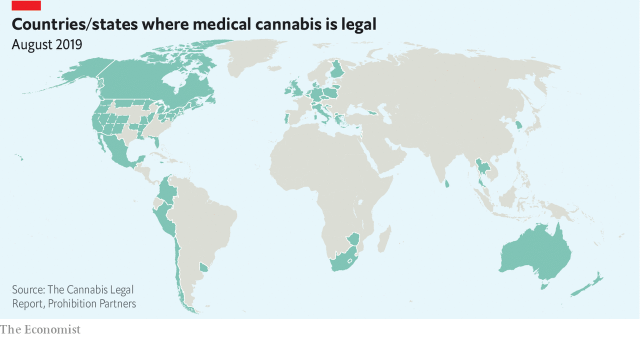 Countries/states where medical cannabis is legal
August 2019
Source: The Cannabis Legal
Report, Prohibition Partners
The Economist